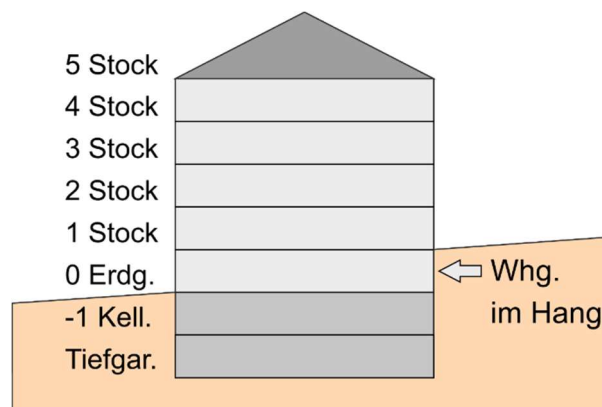 5 Stock
4 Stock
3 Stock
2 Stock
1 Stock
0 Erdg.
-1 Kell.
Tiefgar.
Whg.
im Hang